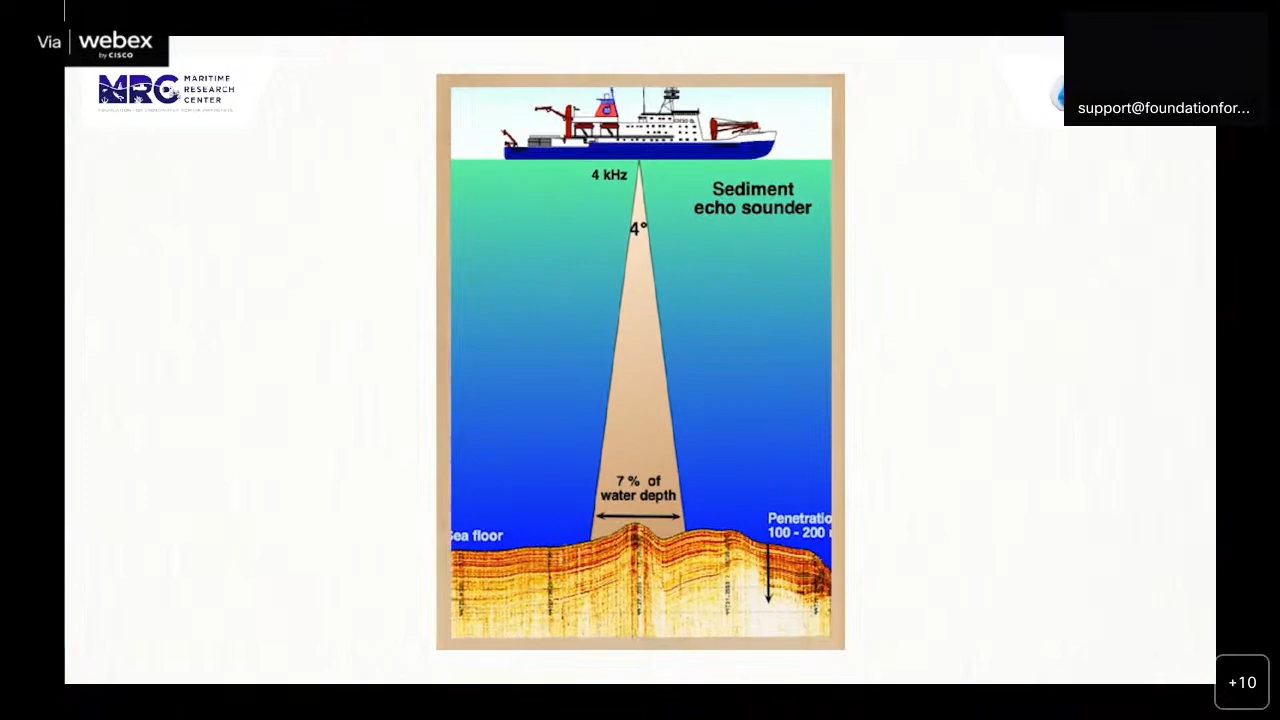 Via webex
by CISCO
MRC MARITIME
RESEARCH
CENTER
support@foundationfor...
4 kHz
Sediment
echo sounder
4°
7 % of
water depth
Sea floor
Penetratio
100 - 200
+10